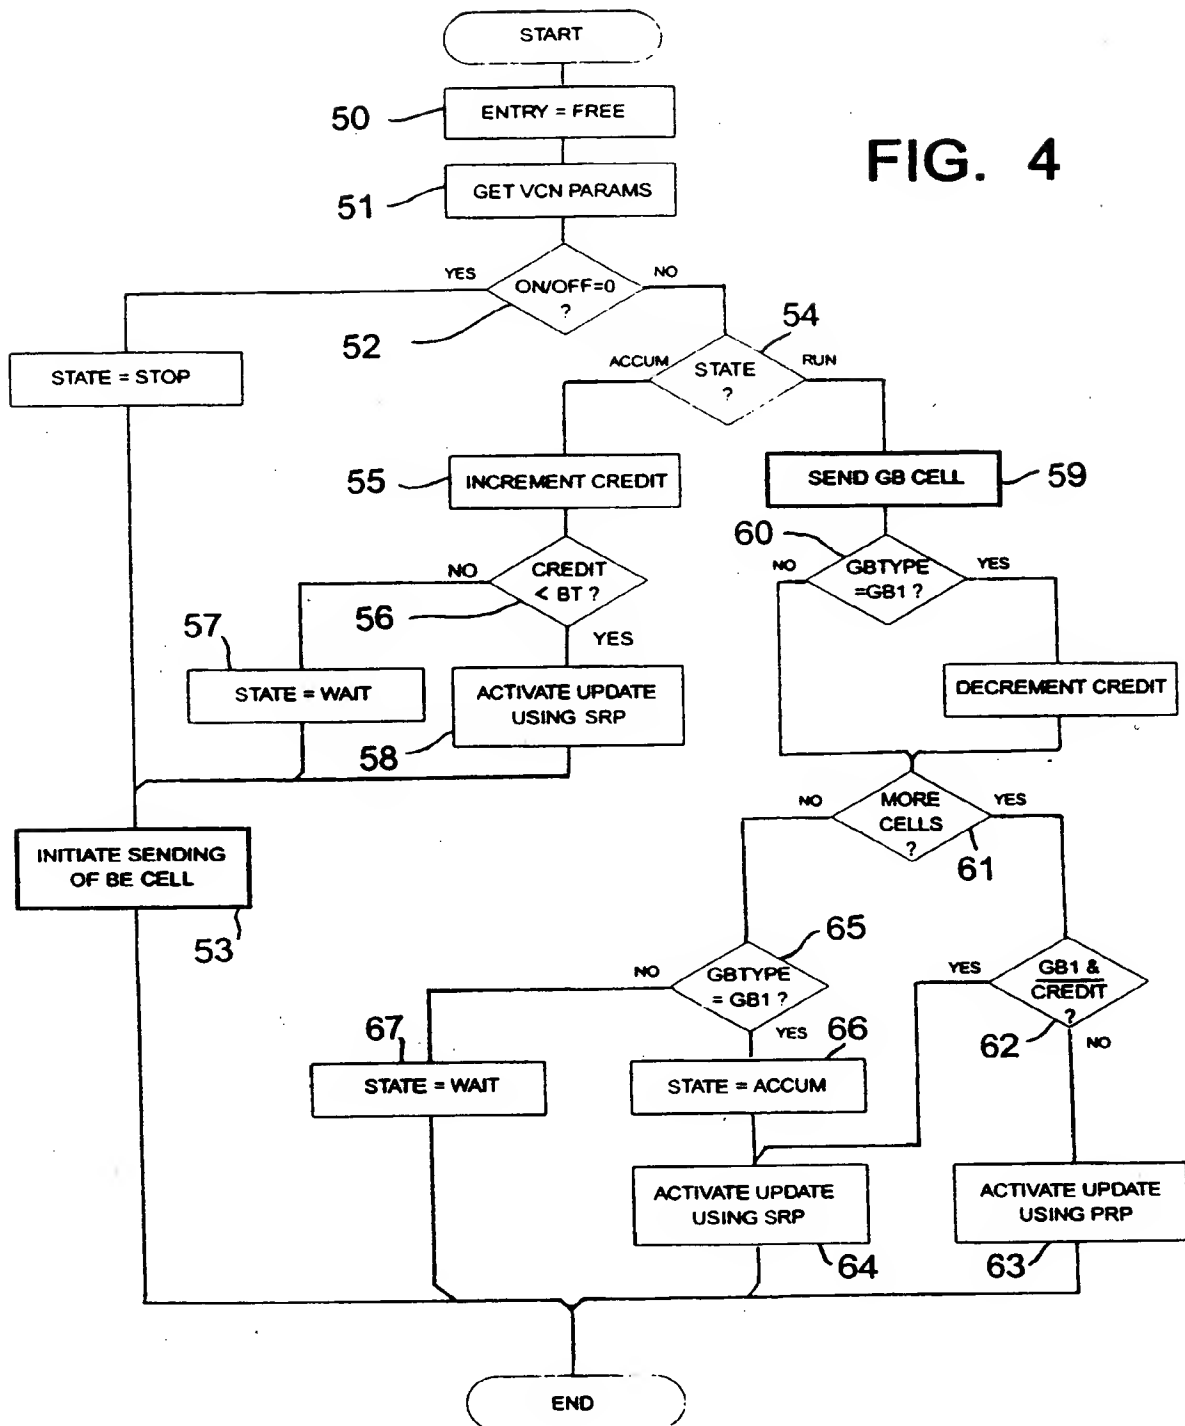 START
50
ENTRY = FREE
FIG. 4
51
GET VCN PARAMS
YES
ON/OFF=0
?
NO
52
54
STATE = STOP
ACCUM
STATE
?
RUN
55
INCREMENT CREDIT
SEND GB CELL
59
60
NO
CREDIT
< BT ?
56
YES
NO
GBTYPE
=GB1 ?
YES
57
STATE = WAIT
ACTIVATE UPDATE
USING SRP
58
DECREMENT CREDIT
NO
MORE
CELLS
?
YES
61
INITIATE SENDING
OF BE CELL
53
65
NO
GBTYPE
= GB1 ?
YES
YES
GB1 &
CREDIT
?
62
NO
67
STATE = WAIT
66
STATE = ACCUM
ACTIVATE UPDATE
USING SRP
64
ACTIVATE UPDATE
USING PRP
63
END